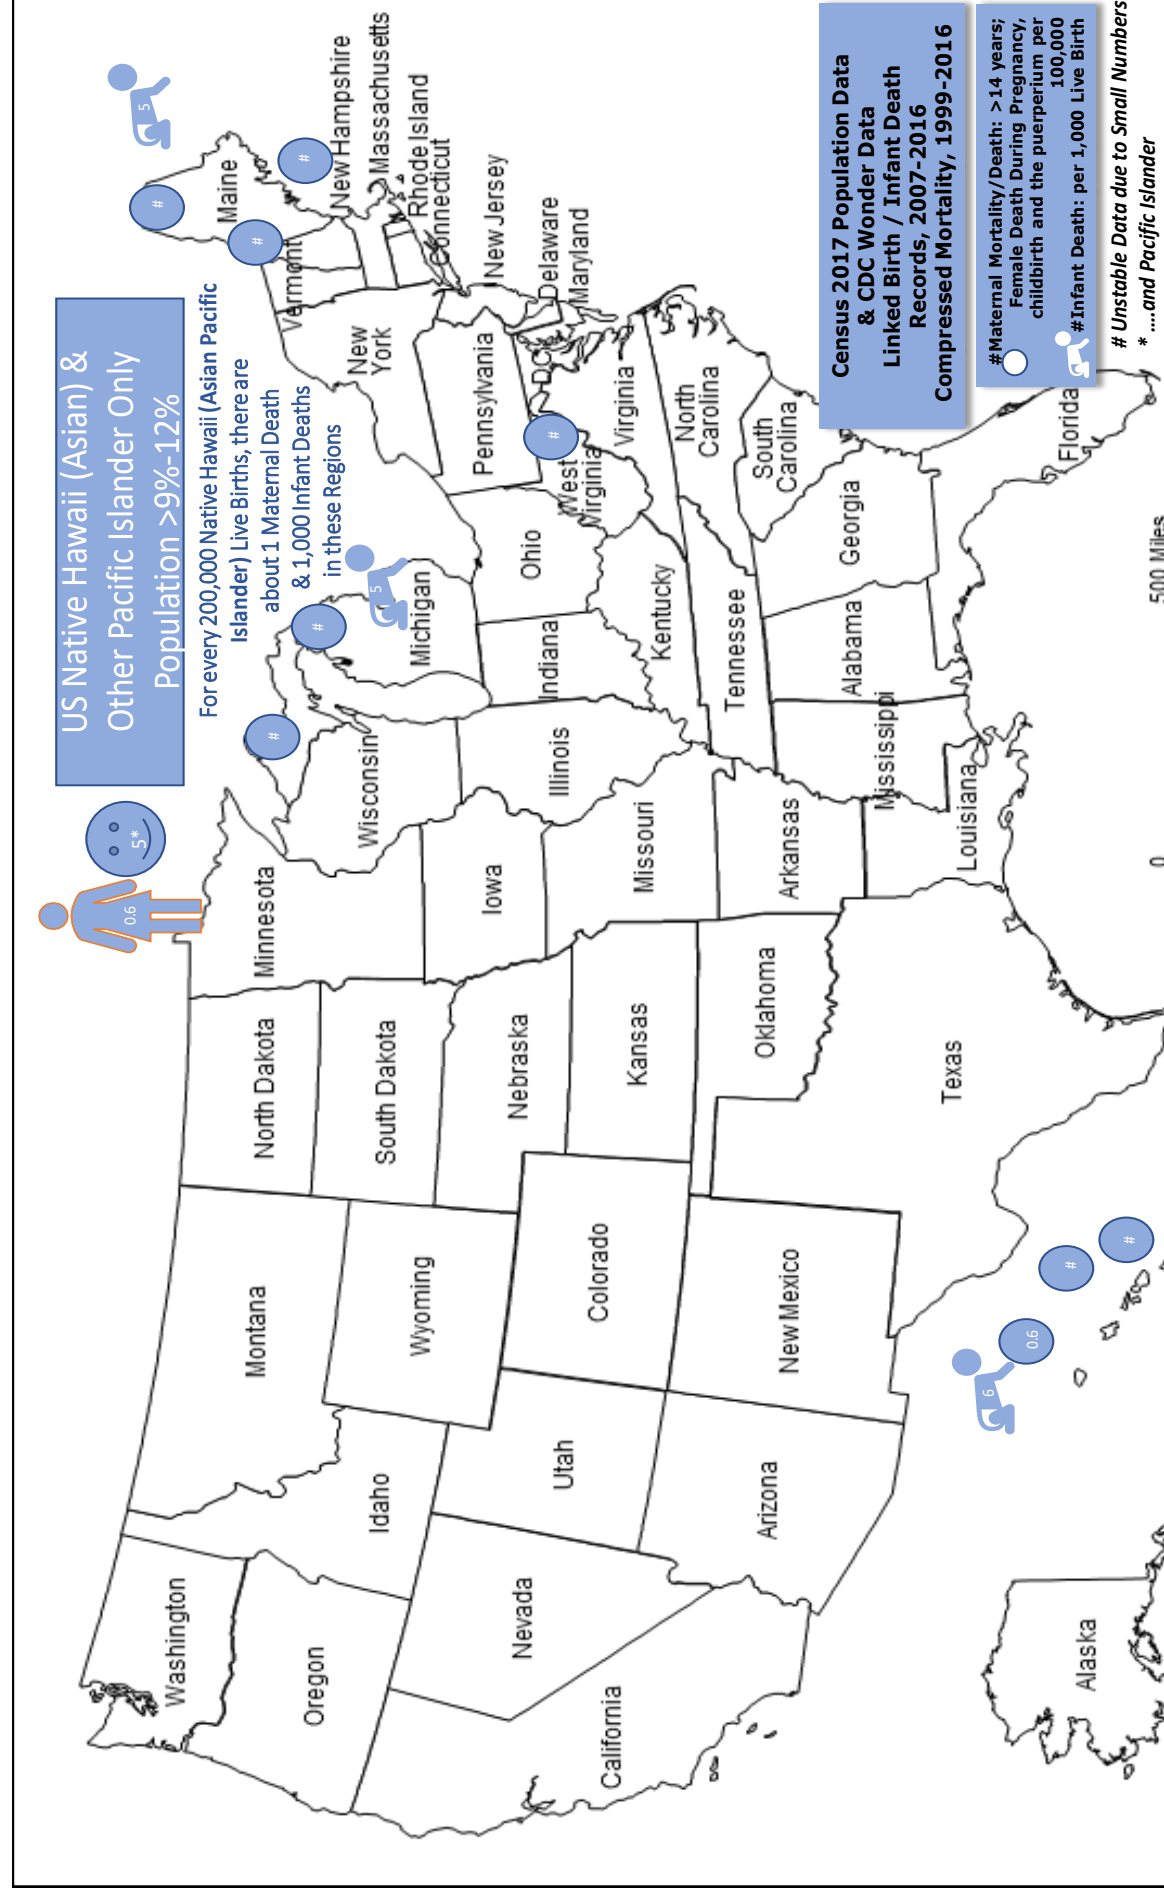 US Native Hawaii (Asian) &
Other Pacific Islander Only
Population >9%-12%
For every 200,000 Native Hawaii (Asian Pacific
Islander) Live Births, there are
about 1 Maternal Death
& 1,000 Infant Deaths
in these Regions
0.6
5*
5
#
#
#
#
#
5
#
Washington
Oregon
California
Nevada
Idaho
Montana
Wyoming
Utah
Colorado
Arizona
New Mexico
North Dakota
South Dakota
Nebraska
Kansas
Oklahoma
Texas
Minnesota
Iowa
Missouri
Arkansas
Louisiana
Wisconsin
Illinois
Mississippi
Michigan
Indiana
Ohio
Kentucky
Tennessee
Alabama
Georgia
Florida
South
Carolina
North
Carolina
Virginia
West
Virginia
DC
Pennsylvania
New
York
Vermont
Maine
New Hampshire
Massachusetts
Rhode Island
Connecticut
New Jersey
Delaware
Maryland
Alaska
6
0.6
#
#
0
500 Miles
Census 2017 Population Data
& CDC Wonder Data
Linked Birth / Infant Death
Records, 2007-2016
Compressed Mortality, 1999-2016
#Maternal Mortality/Death: >14 years;
Female Death During Pregnancy,
childbirth and the puerperium per
100,000
#Infant Death: per 1,000 Live Birth
# Unstable Data due to Small Numbers
* ....and Pacific Islander